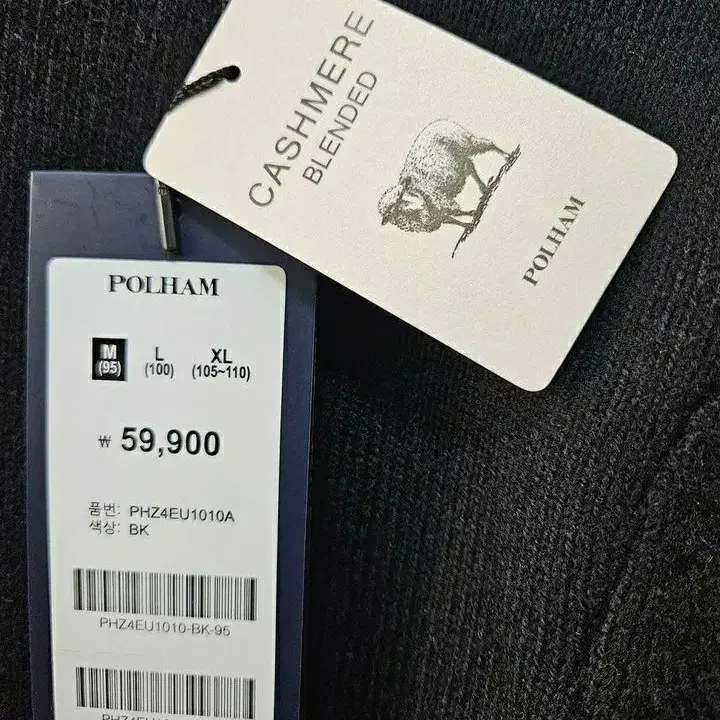 CASHMERE
BLENDED
POLHAM
POLHAM
M L XL
(95) (100) (105~110)
₩ 59,900
품번: PHZ4EU1010A
색상: BK
PHZ4EU1010-BK-95